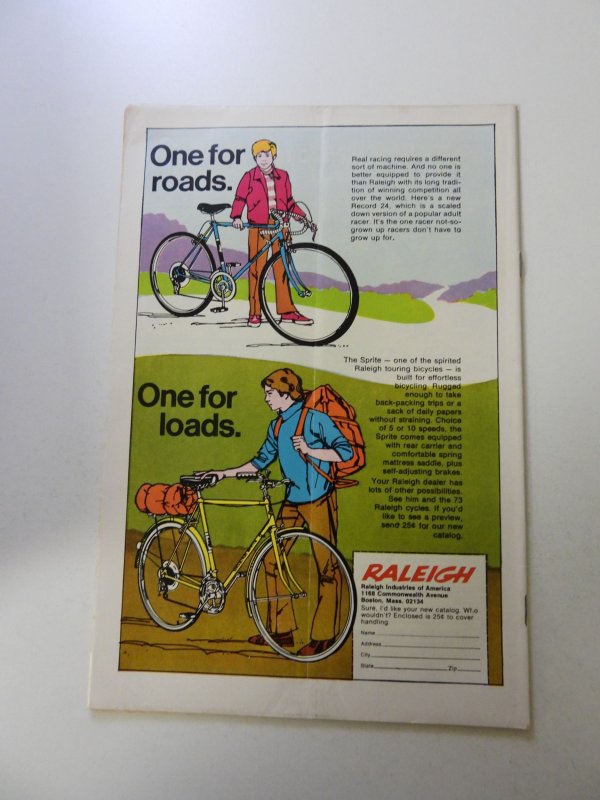 One for
roads.
Real racing requires a different
sort of machine. And no one is
better equipped to provide it
than Raleigh with its long tradi-
tion of winning competition all
over the world. Here's a new
Record 24, which is a scaled
down version of a popular adult
racer. It's the one racer not-so-
grown up racers don't have to
grow up for.
The Sprite — one of the spirited
Raleigh touring bicycles — is
built for effortless
bicycling. Rugged
enough to take
back-packing trips or a
sack of daily papers
without straining. Choice
of 5 or 10 speeds, the
Sprite comes equipped
with rear carrier and
comfortable spring
mattress saddle, plus
self-adjusting brakes.
Your Raleigh dealer has
lots of other possibilities.
See him and the 73
Raleigh cycles. If you'd
like to see a preview,
send 25¢ for our new
catalog.
One for
loads.
RALEIGH
Raleigh Industries of America
1168 Commonwealth Avenue
Boston, Mass. 02134
Sure, I'd like your new catalog. Who
wouldn't? Enclosed is 25¢ to cover
handling.
Name
Address
City
State Zip